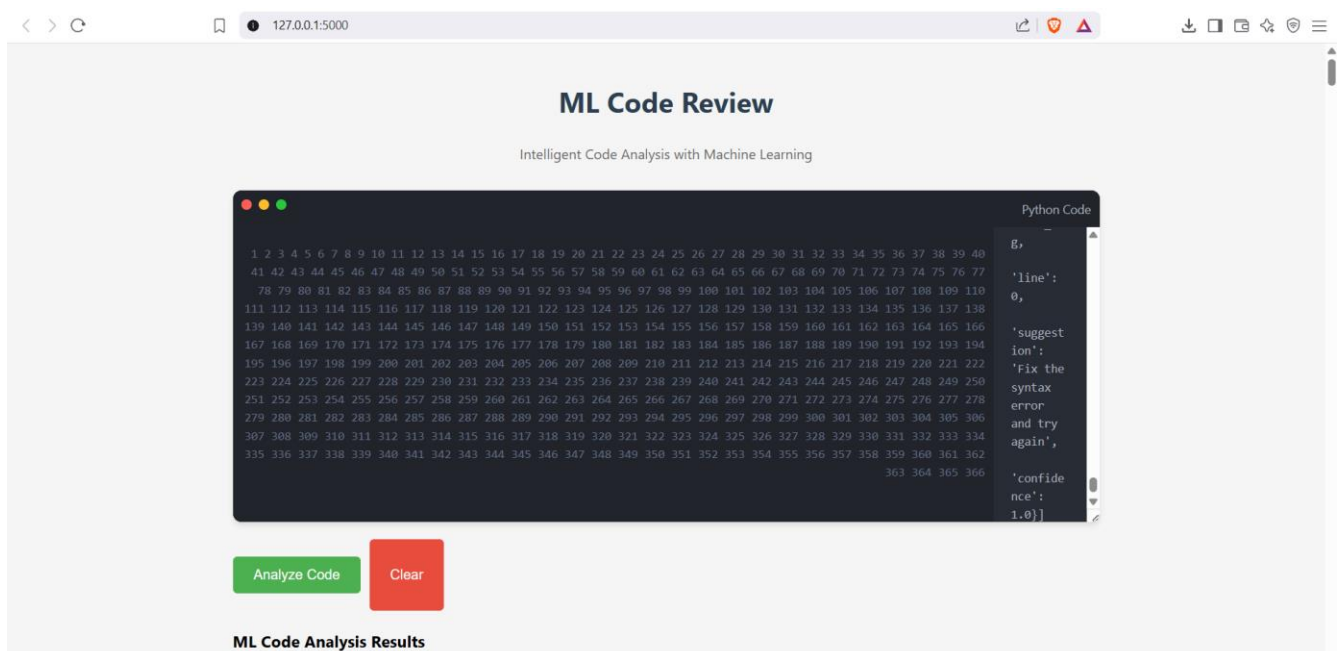 127.0.0.1:5000
ML Code Review
Intelligent Code Analysis with Machine Learning
Python Code
1 2 3 4 5 6 7 8 9 10 11 12 13 14 15 16 17 18 19 20 21 22 23 24 25 26 27 28 29 30 31 32 33 34 35 36 37 38 39 40
41 42 43 44 45 46 47 48 49 50 51 52 53 54 55 56 57 58 59 60 61 62 63 64 65 66 67 68 69 70 71 72 73 74 75 76 77
78 79 80 81 82 83 84 85 86 87 88 89 90 91 92 93 94 95 96 97 98 99 100 101 102 103 104 105 106 107 108 109 110
111 112 113 114 115 116 117 118 119 120 121 122 123 124 125 126 127 128 129 130 131 132 133 134 135 136 137 138
139 140 141 142 143 144 145 146 147 148 149 150 151 152 153 154 155 156 157 158 159 160 161 162 163 164 165 166
167 168 169 170 171 172 173 174 175 176 177 178 179 180 181 182 183 184 185 186 187 188 189 190 191 192 193 194
195 196 197 198 199 200 201 202 203 204 205 206 207 208 209 210 211 212 213 214 215 216 217 218 219 220 221 222
223 224 225 226 227 228 229 230 231 232 233 234 235 236 237 238 239 240 241 242 243 244 245 246 247 248 249 250
251 252 253 254 255 256 257 258 259 260 261 262 263 264 265 266 267 268 269 270 271 272 273 274 275 276 277 278
279 280 281 282 283 284 285 286 287 288 289 290 291 292 293 294 295 296 297 298 299 300 301 302 303 304 305 306
307 308 309 310 311 312 313 314 315 316 317 318 319 320 321 322 323 324 325 326 327 328 329 330 331 332 333 334
335 336 337 338 339 340 341 342 343 344 345 346 347 348 349 350 351 352 353 354 355 356 357 358 359 360 361 362
363 364 365 366
g,
'line':
0,
'suggest
ion':
'Fix the
syntax
error
and try
again',
'confide
nce':
1.0}]
Analyze Code
Clear
ML Code Analysis Results